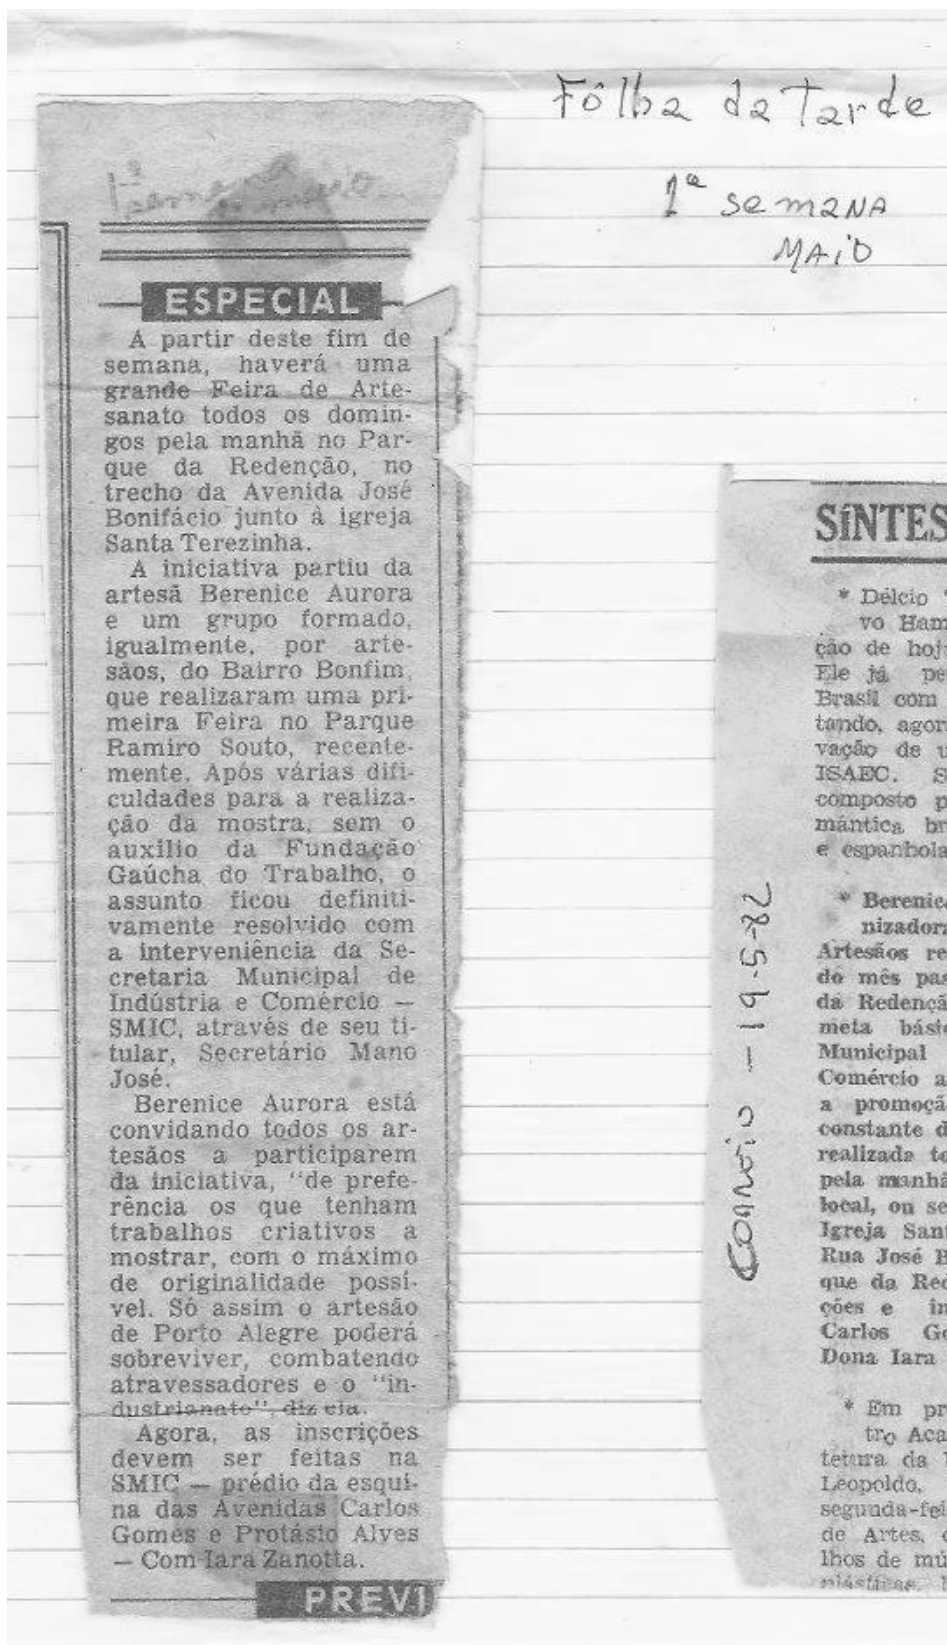 Fôlha da Tarde
1ª semana
MAiO
ESPECIAL
A partir deste fim de
semana, haverá uma
grande Feira de Arte-
sanato todos os domin-
gos pela manhã no Par-
que da Redenção, no
trecho da Avenida José
Bonifácio junto à igreja
Santa Terezinha.
A iniciativa partiu da
artesã Berenice Aurora
e um grupo formado,
igualmente, por arte-
sãos, do Bairro Bonfim,
que realizaram uma pri-
meira Feira no Parque
Ramiro Souto, recente-
mente. Após várias difi-
culdades para a realiza-
ção da mostra, sem o
auxílio da Fundação
Gaúcha do Trabalho, o
assunto ficou definiti-
vamente resolvido com
a interveniência da Se-
cretaria Municipal de
Indústria e Comércio —
SMIC, através de seu ti-
tular, Secretário Mano
José.
Berenice Aurora está
convidando todos os ar-
tesãos a participarem
da iniciativa, "de prefe-
rência os que tenham
trabalhos criativos a
mostrar, com o máximo
de originalidade possí-
vel. Só assim o artesão
de Porto Alegre poderá
sobreviver, combatendo
atravessadores e o "in-
dustrianato", diz ela.
Agora, as inscrições
devem ser feitas na
SMIC — prédio da esqui-
na das Avenidas Carlos
Gomes e Protásio Alves
— Com Iara Zanotta.
PREVI
Correio — 19-5-82
SÍNTES
* Délcio
vo Ham
ção de hoj
Ele já pe
Brasil com
tando, agor
vação de u
ISAEC. S
composto p
mântica br
e espanhola
* Berenic
nizadora
Artesãos re
do mês pas
da Redençã
meta bási
Municipal
Comércio a
a promoçã
constante d
realizada to
pela manhã
local, ou se
Igreja San
Rua José B
que da Red
ções e in
Carlos Go
Dona Iara
* Em pr
tro Aca
tetura da
Leopoldo,
segunda-fei
de Artes,
lhos de mú
plásticas.